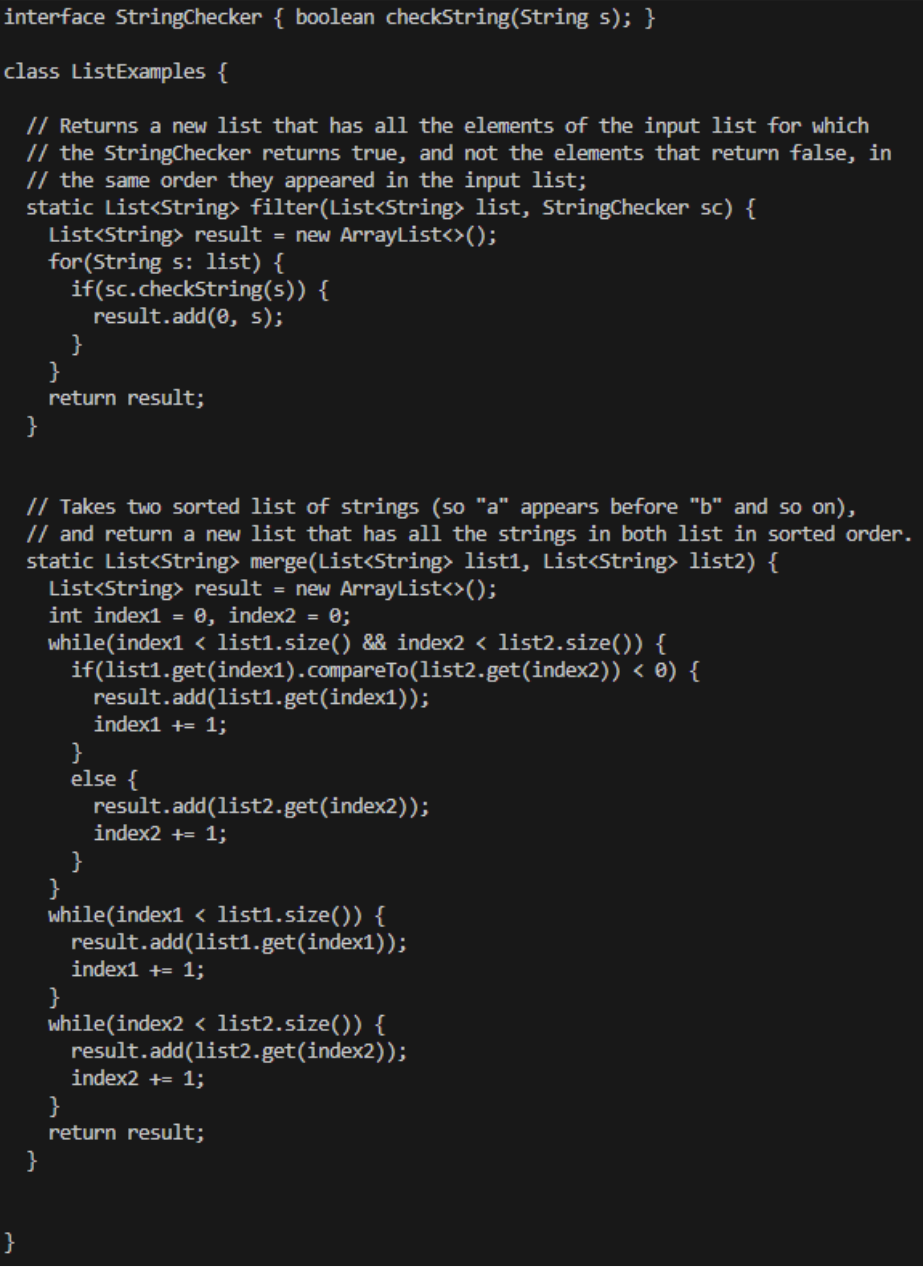 interface StringChecker { boolean checkString(String s); }
class ListExamples {
  // Returns a new list that has all the elements of the input list for which
  // the StringChecker returns true, and not the elements that return false, in
  // the same order they appeared in the input list;
  static List<String> filter(List<String> list, StringChecker sc) {
    List<String> result = new ArrayList<>();
    for(String s: list) {
      if(sc.checkString(s)) {
        result.add(0, s);
      }
    }
    return result;
  }
  // Takes two sorted list of strings (so "a" appears before "b" and so on),
  // and return a new list that has all the strings in both list in sorted order.
  static List<String> merge(List<String> list1, List<String> list2) {
    List<String> result = new ArrayList<>();
    int index1 = 0, index2 = 0;
    while(index1 < list1.size() && index2 < list2.size()) {
      if(list1.get(index1).compareTo(list2.get(index2)) < 0) {
        result.add(list1.get(index1));
        index1 += 1;
      }
      else {
        result.add(list2.get(index2));
        index2 += 1;
      }
    }
    while(index1 < list1.size()) {
      result.add(list1.get(index1));
      index1 += 1;
    }
    while(index2 < list2.size()) {
      result.add(list2.get(index2));
      index2 += 1;
    }
    return result;
  }
}